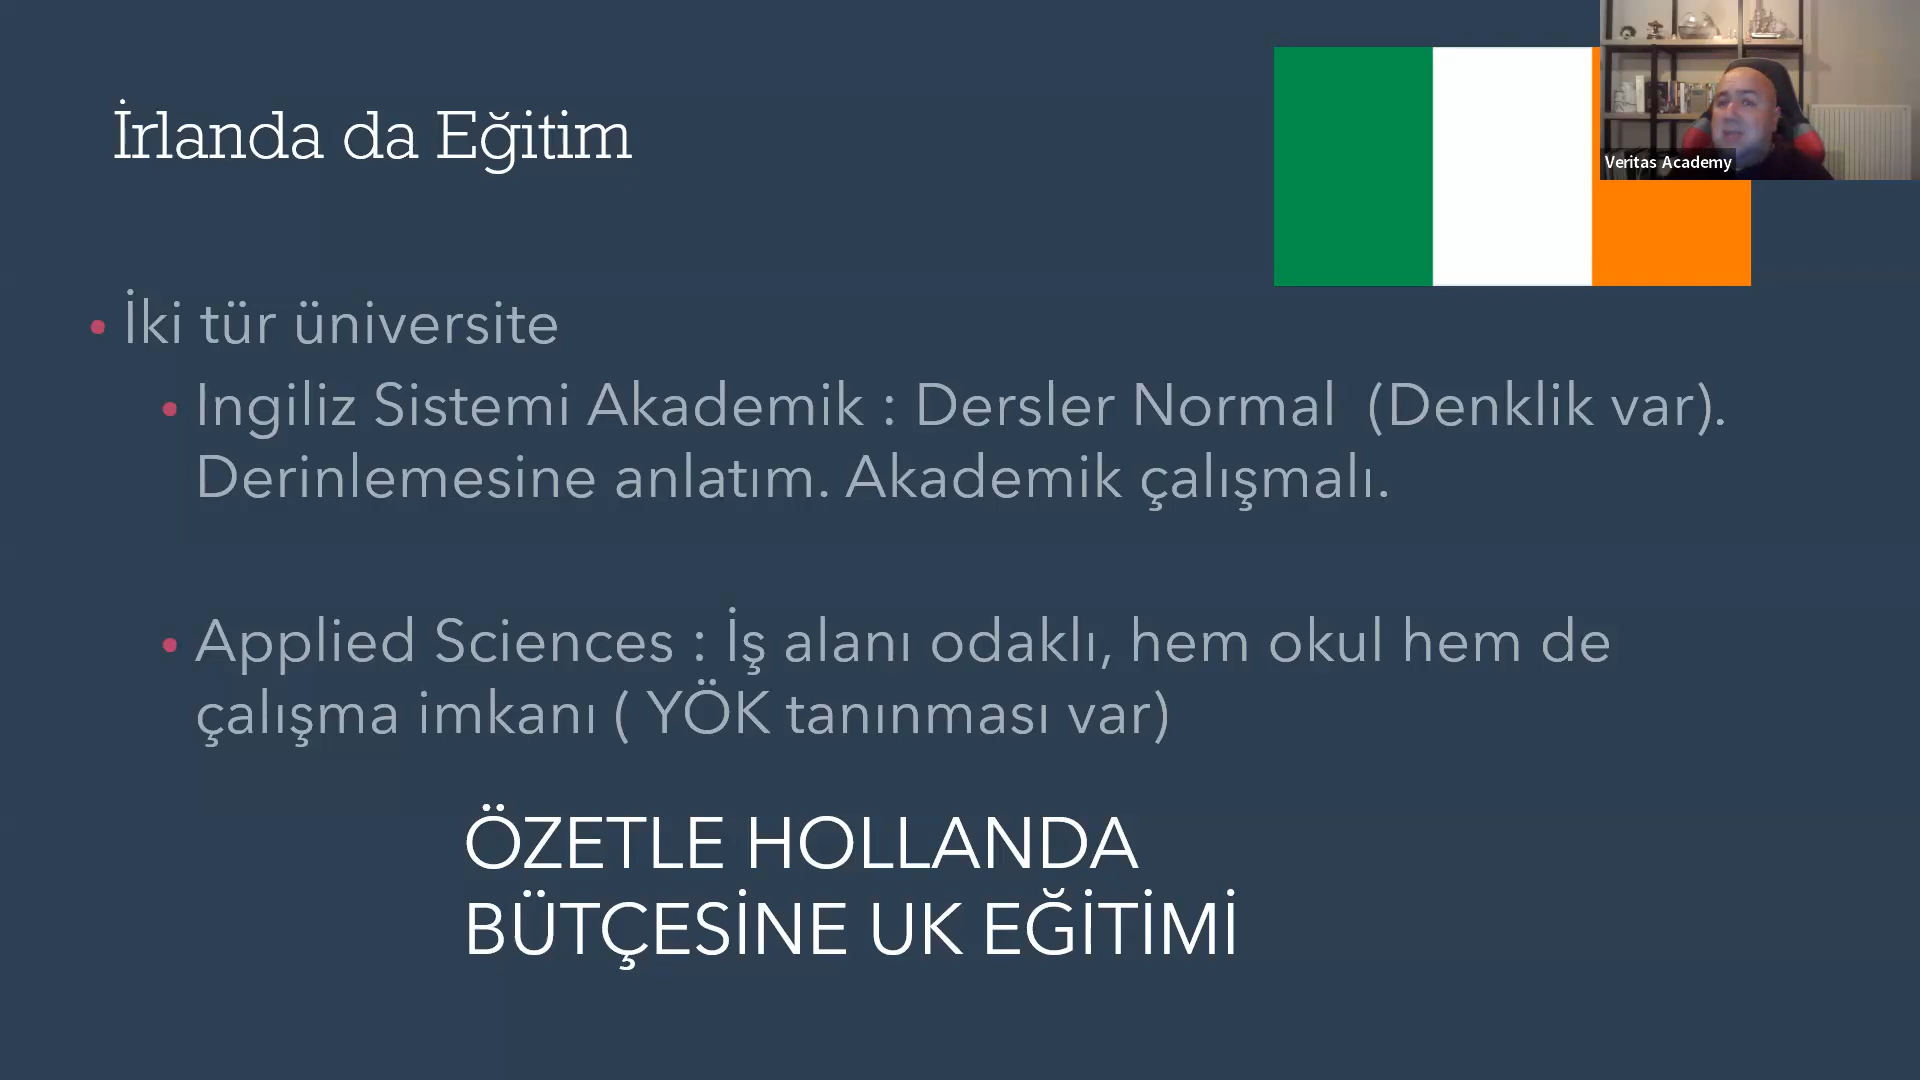 İrlanda da Eğitim
Veritas Academy
• İki tür üniversite
• Ingiliz Sistemi Akademik : Dersler Normal (Denklik var).
Derinlemesine anlatım. Akademik çalışmalı.
• Applied Sciences : İş alanı odaklı, hem okul hem de
çalışma imkanı ( YÖK tanınması var)
ÖZETLE HOLLANDA
BÜTÇESİNE UK EĞİTİMİ